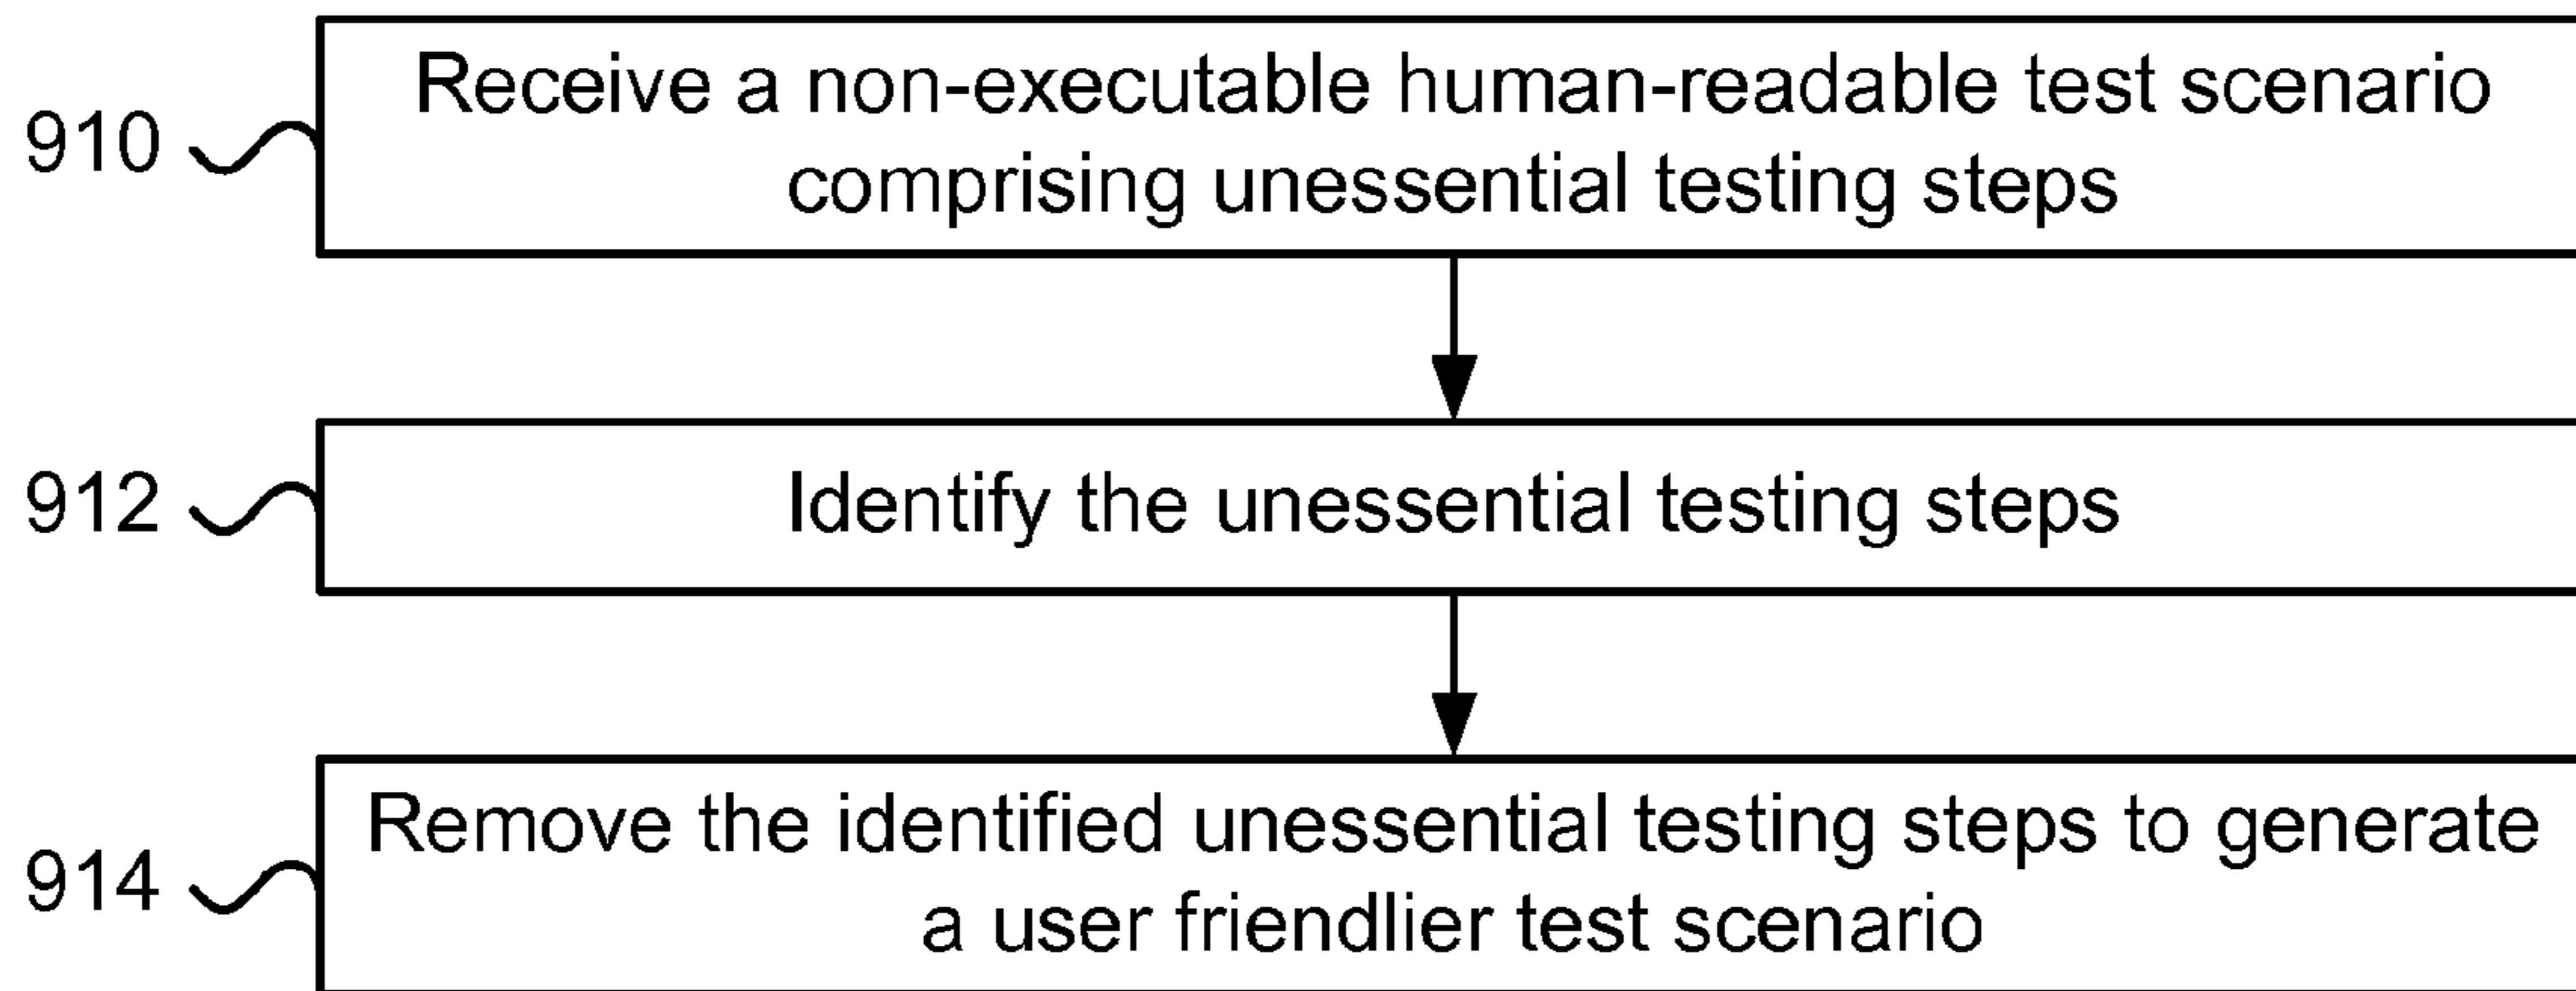 910
Receive a non-executable human-readable test scenario
comprising unessential testing steps
912
Identify the unessential testing steps
914
Remove the identified unessential testing steps to generate
a user friendlier test scenario